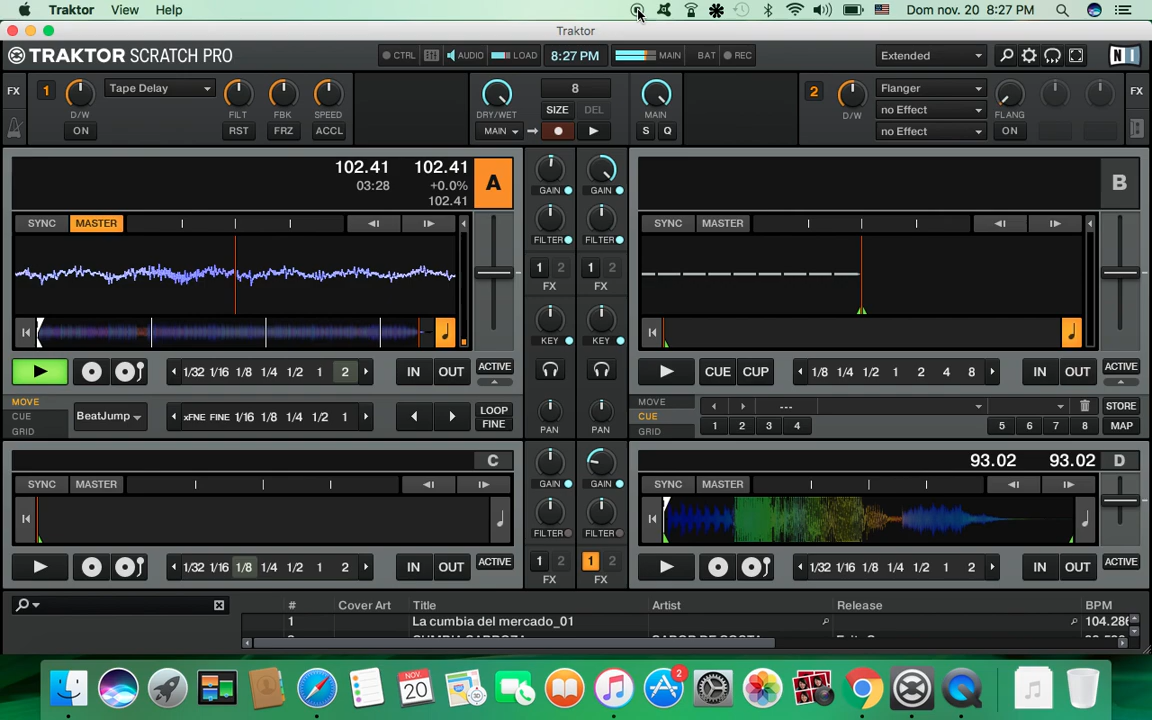 Traktor View Help Dom nov. 20 8:27 PM
Traktor
TRAKTOR SCRATCH PRO CTRL AUDIO LOAD 8:27 PM MAIN BAT REC Extended NI
FX 1 Tape Delay 8 2 Flanger FX
D/W FILT FBK SPEED DRY/WET SIZE DEL MAIN D/W no Effect FLANG
ON RST FRZ ACCL MAIN S Q no Effect ON
102.41 102.41 A B
03:28 +0.0%
102.41
GAIN GAIN
SYNC MASTER SYNC MASTER
FILTER FILTER
1 2 1 2
FX FX
KEY KEY
1/32 1/16 1/8 1/4 1/2 1 2 IN OUT ACTIVE CUE CUP 1/8 1/4 1/2 1 2 4 8 IN OUT ACTIVE
MOVE MOVE
CUE BeatJump xFNE FINE 1/16 1/8 1/4 1/2 1 LOOP CUE --- STORE
GRID FINE PAN PAN GRID 1 2 3 4 5 6 7 8 MAP
C 93.02 93.02 D
SYNC MASTER GAIN GAIN SYNC MASTER
FILTER FILTER
1/32 1/16 1/8 1/4 1/2 1 2 IN OUT ACTIVE 1 2 1 2 1/32 1/16 1/8 1/4 1/2 1 2 IN OUT ACTIVE
FX FX
# Cover Art Title Artist Release BPM
1 La cumbia del mercado_01 104.286
NOV 20 2